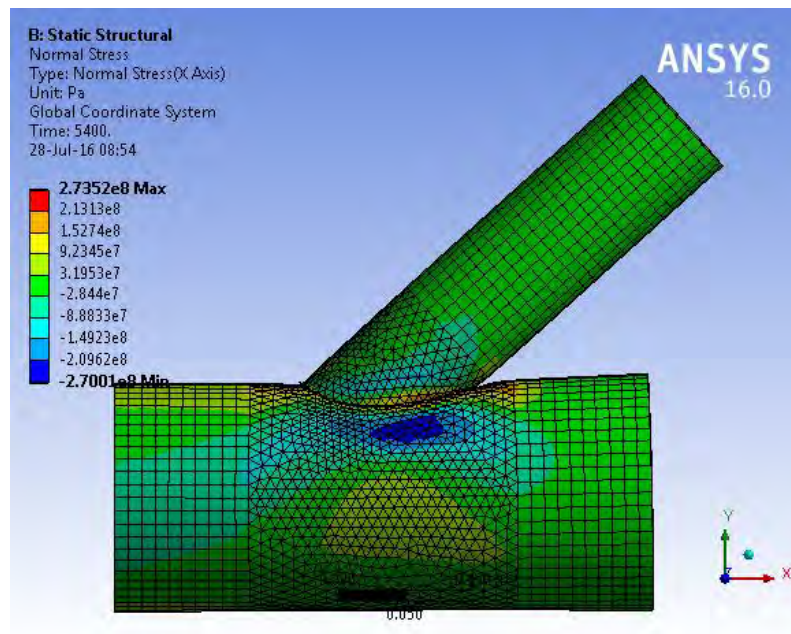 B: Static Structural
Normal Stress
Type: Normal Stress(X Axis)
Unit: Pa
Global Coordinate System
Time: 5400.
28-Jul-16 08:54
ANSYS
16.0
2.7352e8 Max
2.1313e8
1.5274e8
9.2345e7
3.1953e7
-2.844e7
-8.8833e7
-1.4923e8
-2.0962e8
-2.7001e8 Min
Y
X
0.050